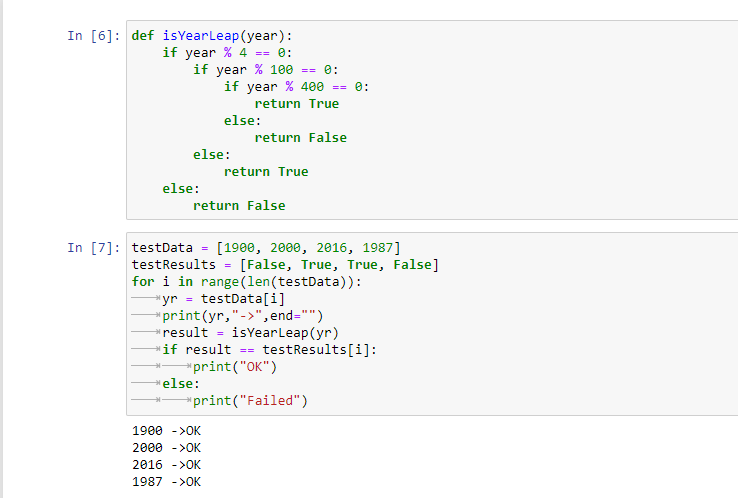 In [6]: def isYearLeap(year):
    if year % 4 == 0:
        if year % 100 == 0:
            if year % 400 == 0:
                return True
            else:
                return False
        else:
            return True
    else:
        return False
In [7]: testData = [1900, 2000, 2016, 1987]
testResults = [False, True, True, False]
for i in range(len(testData)):
    yr = testData[i]
    print(yr,"->",end="")
    result = isYearLeap(yr)
    if result == testResults[i]:
        print("OK")
    else:
        print("Failed")
1900 ->OK
2000 ->OK
2016 ->OK
1987 ->OK